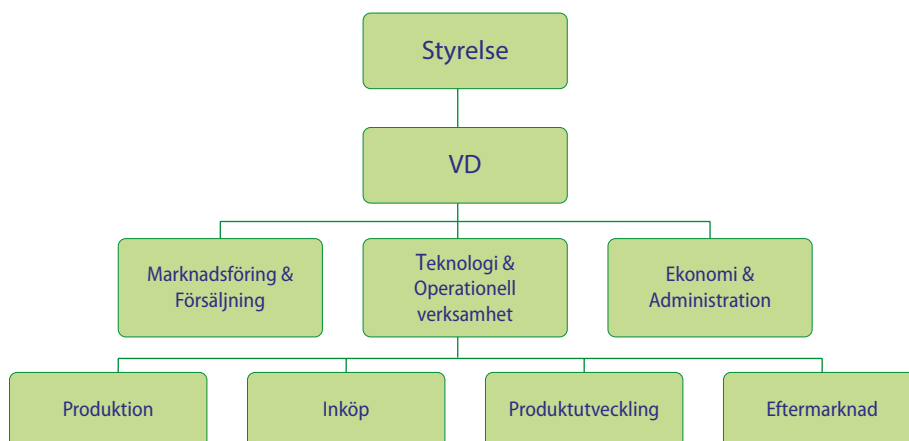 Styrelse
VD
Marknadsföring &
Försäljning
Teknologi &
Operationell
verksamhet
Ekonomi &
Administration
Produktion
Inköp
Produktutveckling
Eftermarknad